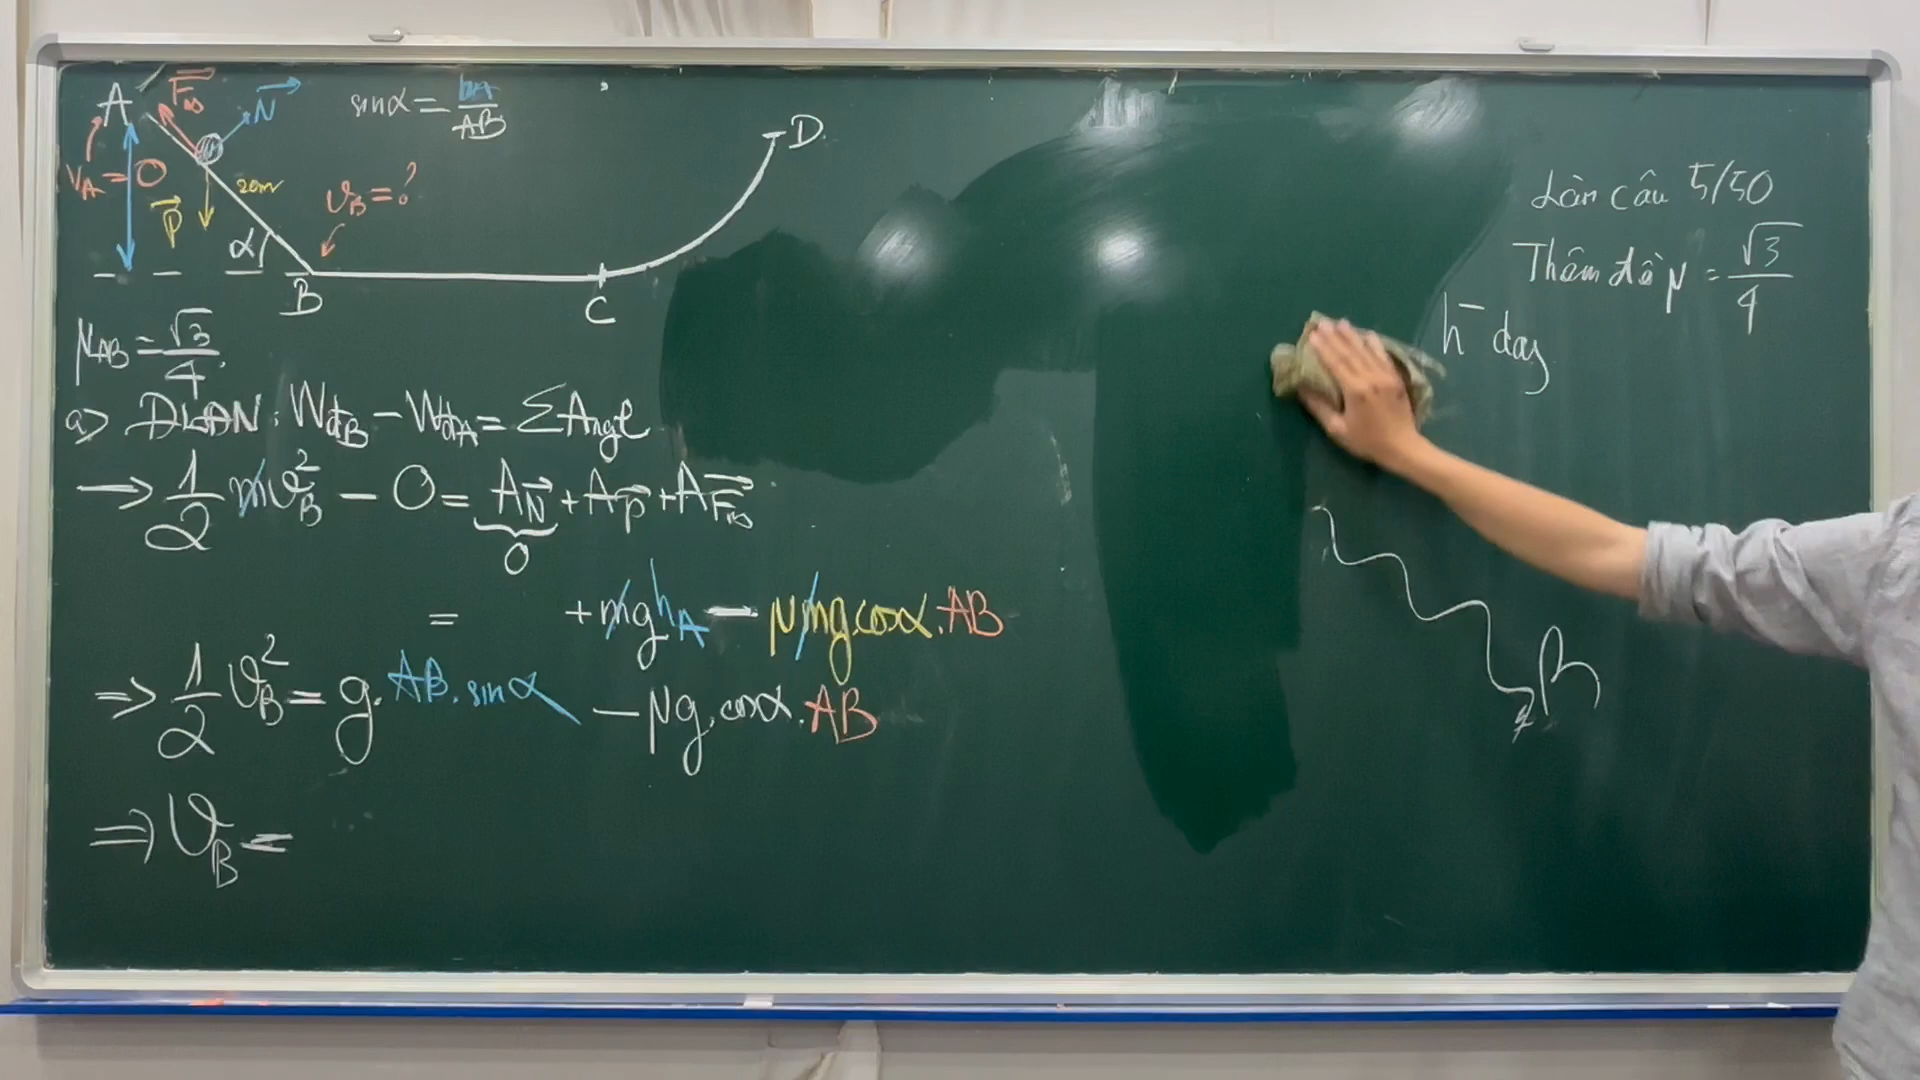 A
F⃗ms
N⃗
sinα = hA/AB
vA = 0
P⃗
20m
α
vB = ?
B
C
D
μAB = √3/4
a) ĐLĐN: WđB − WđA = ΣAngl
→ 1/2 mvB² − 0 = AN⃗ + AP⃗ + AF⃗ms
0
= + mghA − μmg.cosα.AB
⇒ 1/2 vB² = g.AB.sinα − μg.cosα.AB
⇒ vB =
Làm câu 5/50
Thêm đề μ = √3/4